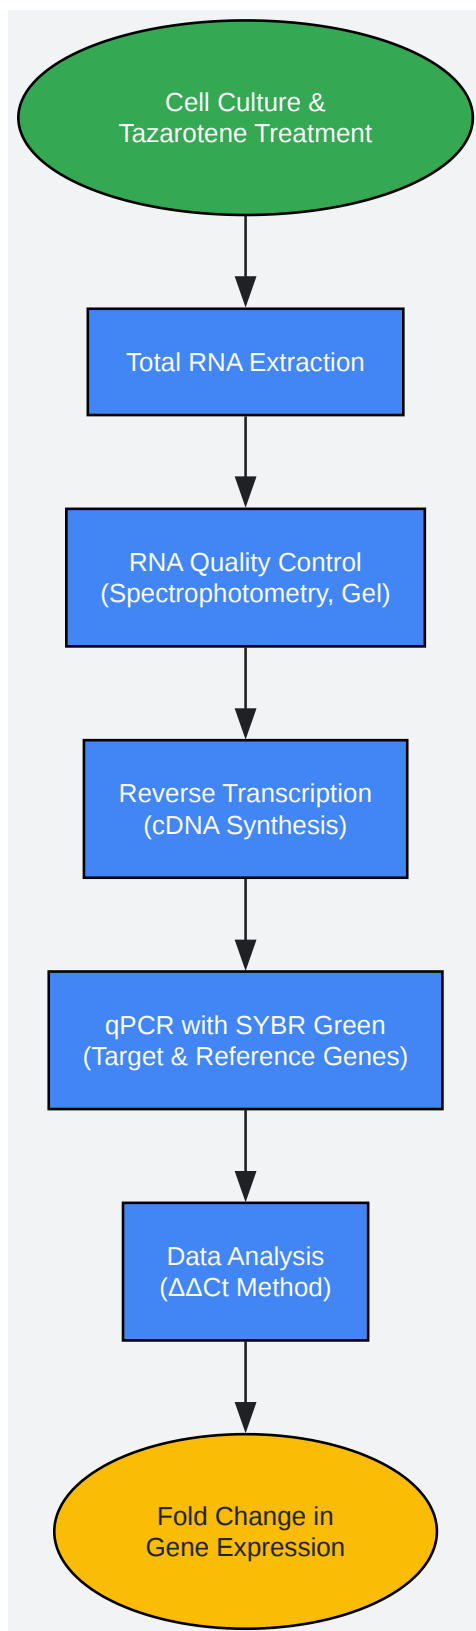 Cell Culture &
Tazarotene Treatment
Total RNA Extraction
RNA Quality Control
(Spectrophotometry, Gel)
Reverse Transcription
(cDNA Synthesis)
qPCR with SYBR Green
(Target & Reference Genes)
Data Analysis
(ΔΔCt Method)
Fold Change in
Gene Expression